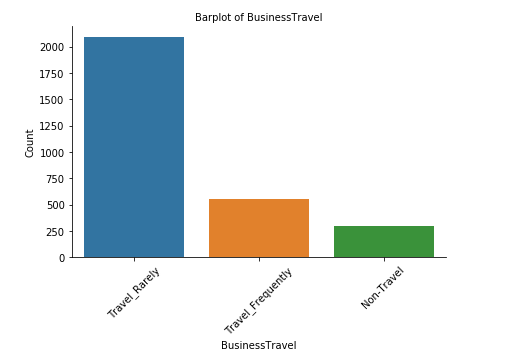 Barplot of BusinessTravel
2000
1750
1500
1250
1000
750
500
250
0
Count
Travel_Rarely
Travel_Frequently
Non-Travel
BusinessTravel